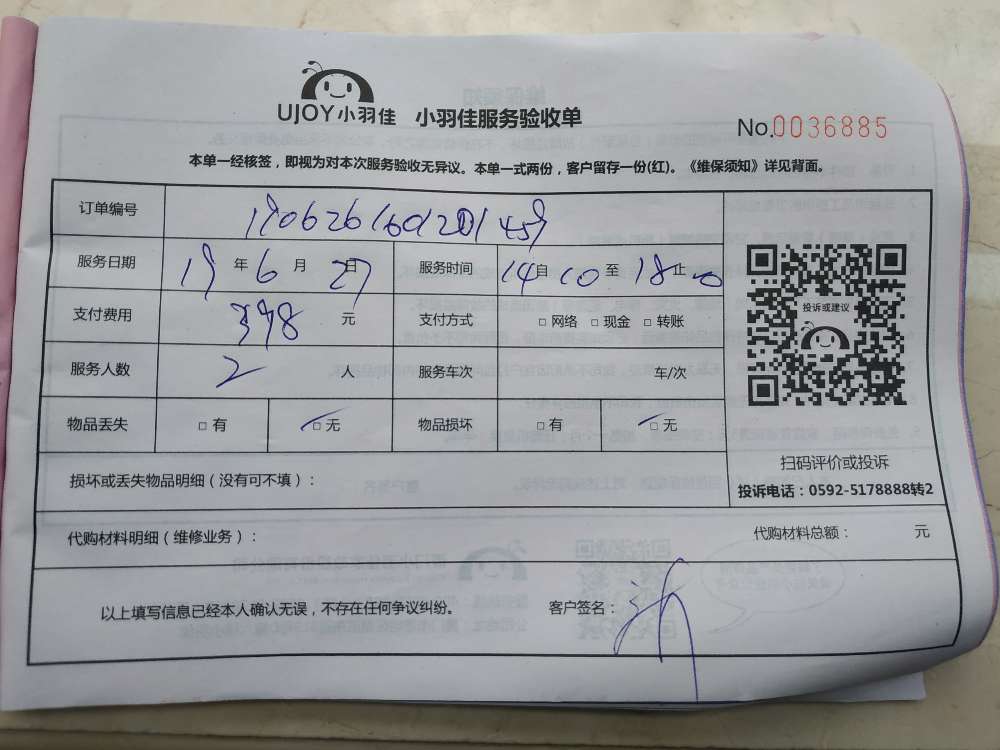 UJOY小羽佳 小羽佳服务验收单
No.0036885
本单一经核签，即视为对本次服务验收无异议。本单一式两份，客户留存一份(红)。《维保须知》详见背面。
订单编号
服务日期 19 年 6 月 27 日 服务时间 14 自 10 至 18 止
支付费用 398 元 支付方式 □网络 □现金 □转账
投诉或建议
服务人数 2 人 服务车次 车/次
物品丢失 □有 □无 物品损坏 □有 □无
扫码评价或投诉
损坏或丢失物品明细（没有可不填）：
投诉电话：0592-5178888转2
代购材料明细（维修业务）： 代购材料总额： 元
以上填写信息已经本人确认无误，不存在任何争议纠纷。 客户签名：